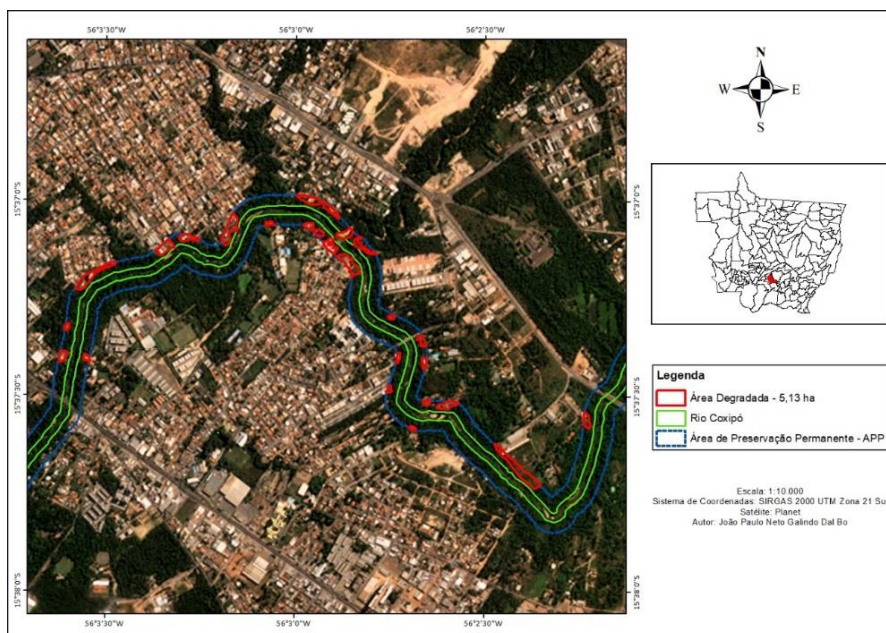 56°3'30"W
56°3'0"W
56°2'30"W
N
W
E
S
15°37'0"S
15°37'0"S
15°37'30"S
15°37'30"S
15°38'0"S
15°38'0"S
56°3'30"W
56°3'0"W
56°2'30"W
Legenda
Área Degradada - 5,13 ha
Rio Coxipó
Área de Preservação Permanente - APP
Escala: 1:10.000
Sistema de Coordenadas: SIRGAS 2000 UTM Zona 21 Su
Satélite: Planet
Autor: João Paulo Neto Galindo Dal Bo